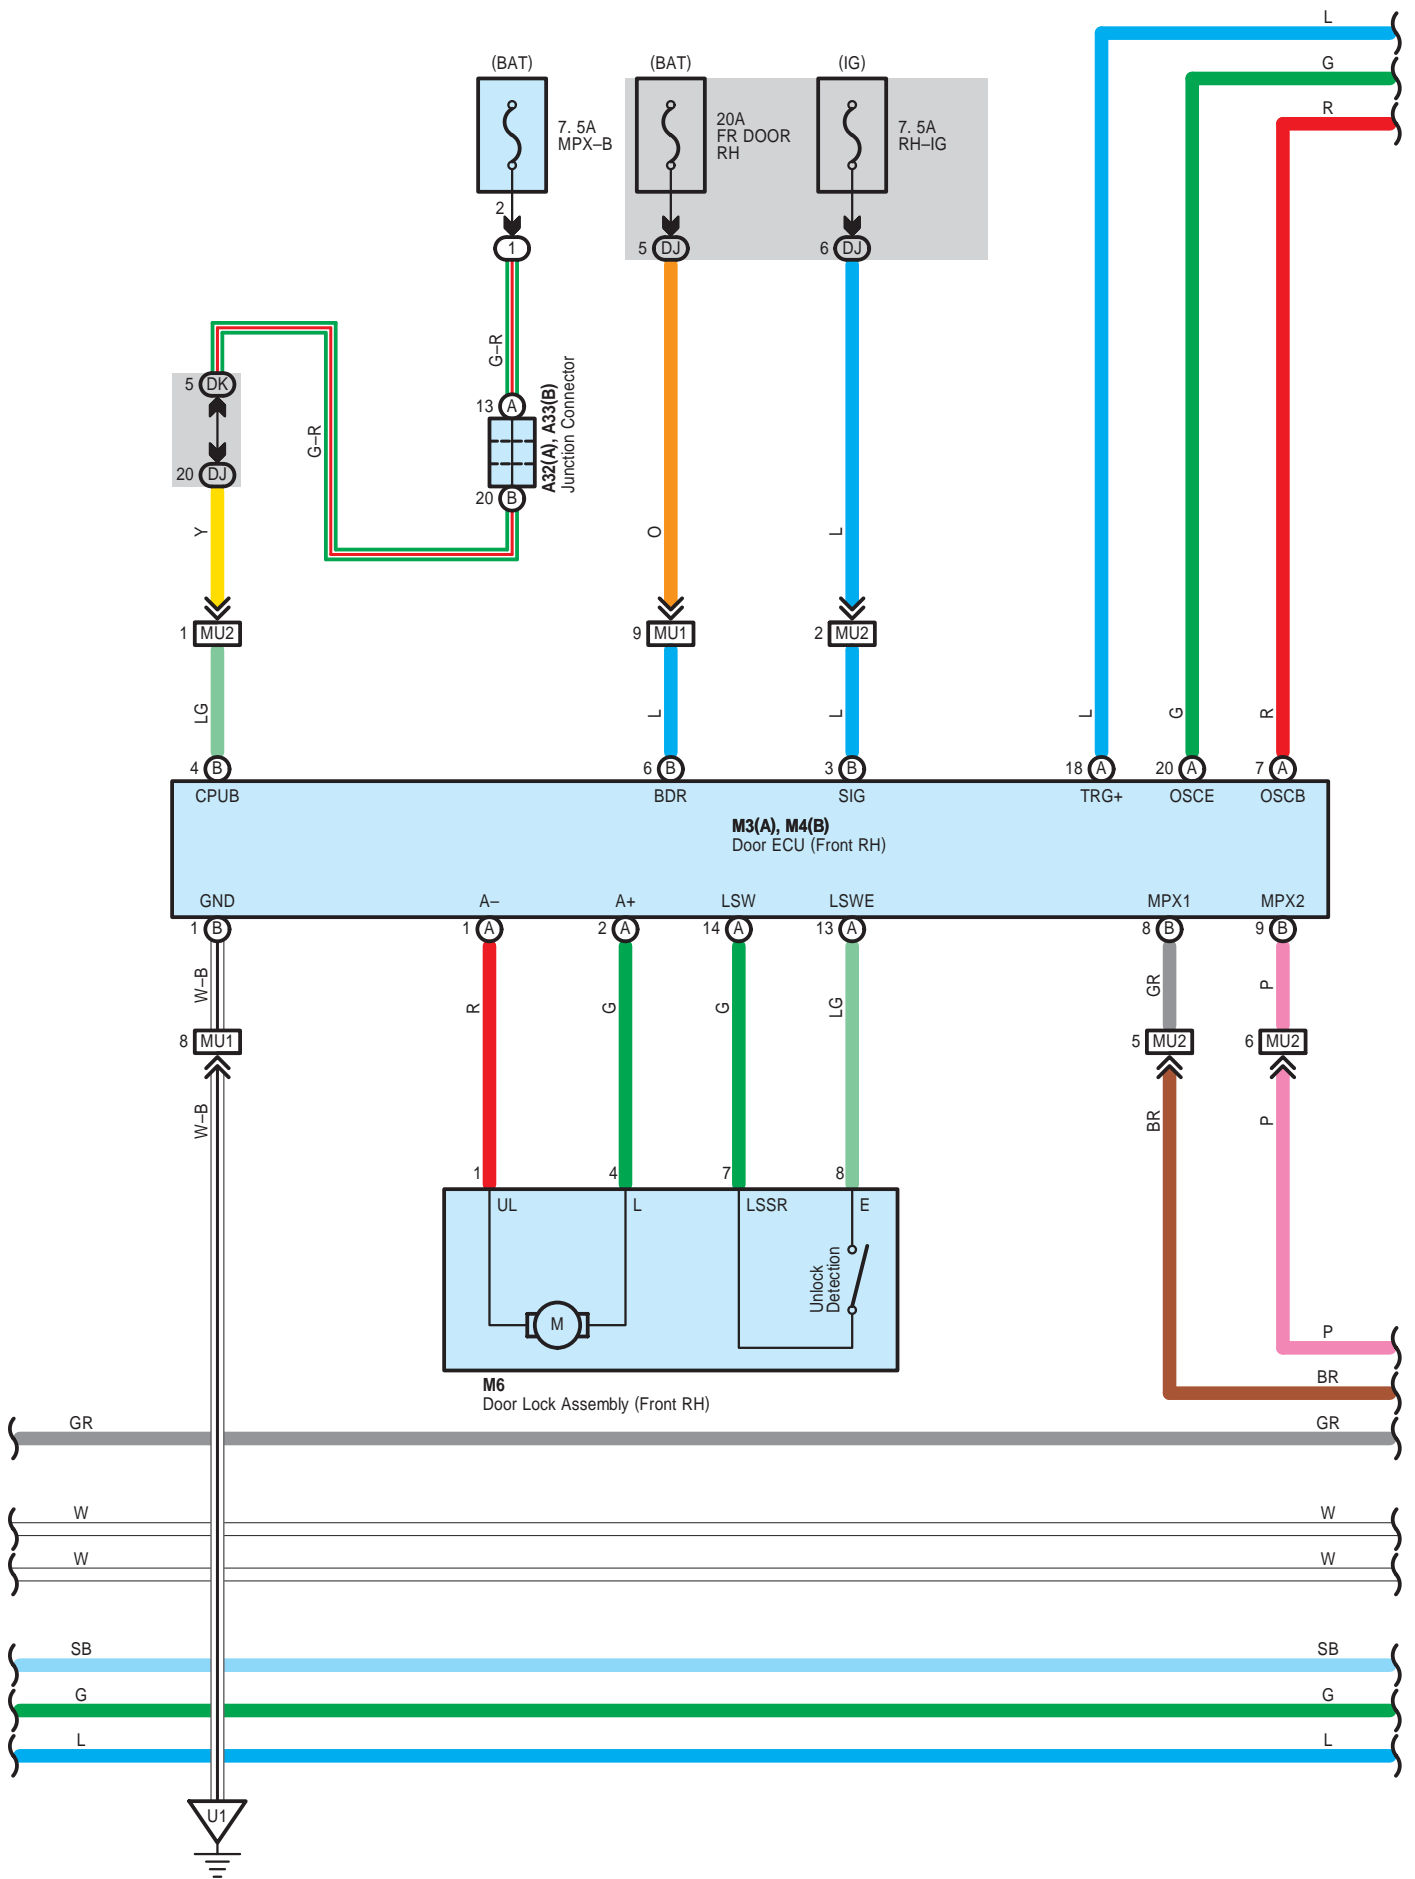 L
G
R
(BAT)
(BAT)
(IG)
7. 5A
MPX–B
20A
FR DOOR
RH
7. 5A
RH–IG
2
1
5 DJ
6 DJ
G–R
5 DK
13 A
A32(A), A33(B)
Junction Connector
G–R
20 DJ
20 B
Y
O
L
1 MU2
9 MU1
2 MU2
LG
L
L
L
G
R
4 B
6 B
3 B
18 A
20 A
7 A
CPUB
BDR
SIG
TRG+
OSCE
OSCB
M3(A), M4(B)
Door ECU (Front RH)
GND
A–
A+
LSW
LSWE
MPX1
MPX2
1 B
1 A
2 A
14 A
13 A
8 B
9 B
W–B
R
G
G
LG
GR
P
8 MU1
5 MU2
6 MU2
W–B
BR
P
1
4
7
8
UL
L
LSSR
E
Unlock
Detection
M
M6
Door Lock Assembly (Front RH)
P
BR
GR
GR
W
W
W
W
SB
SB
G
G
L
L
U1